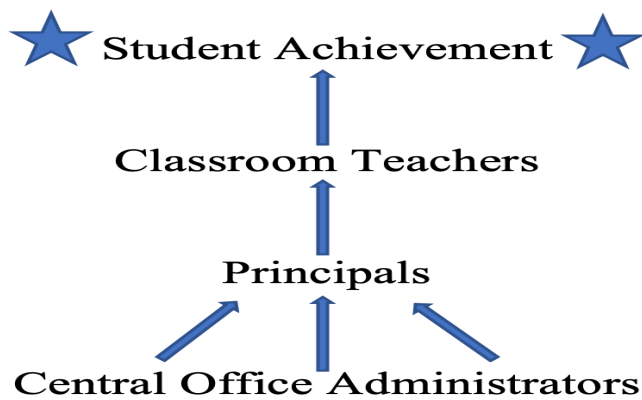 Student Achievement
Classroom Teachers
Principals
Central Office Administrators